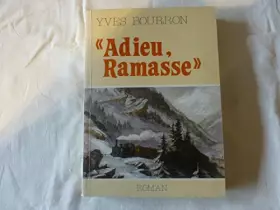 YVES BOURRON
«Adieu,
Ramasse»
ROMAN